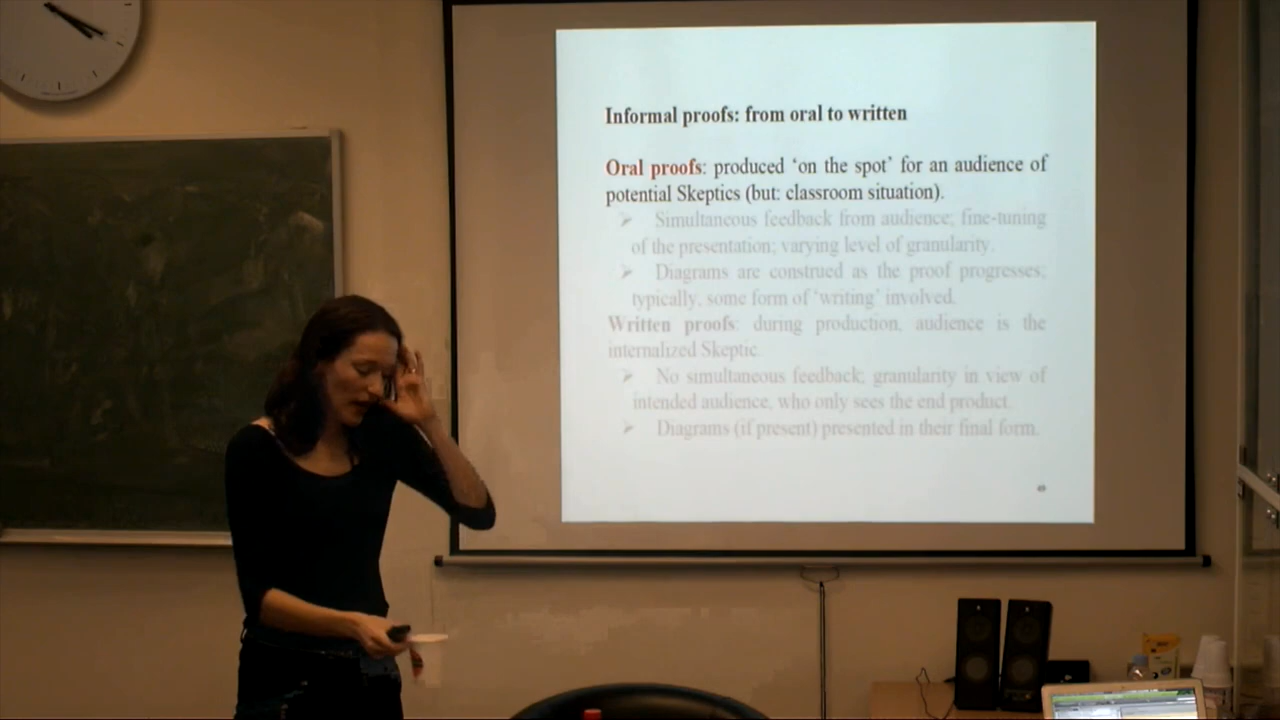 Informal proofs: from oral to written
Oral proofs: produced ‘on the spot’ for an audience of
potential Skeptics (but: classroom situation).
➢ Simultaneous feedback from audience; fine-tuning
of the presentation; varying level of granularity.
➢ Diagrams are construed as the proof progresses;
typically, some form of ‘writing’ involved.
Written proofs: during production, audience is the
internalized Skeptic.
➢ No simultaneous feedback; granularity in view of
intended audience, who only sees the end product.
➢ Diagrams (if present) presented in their final form.